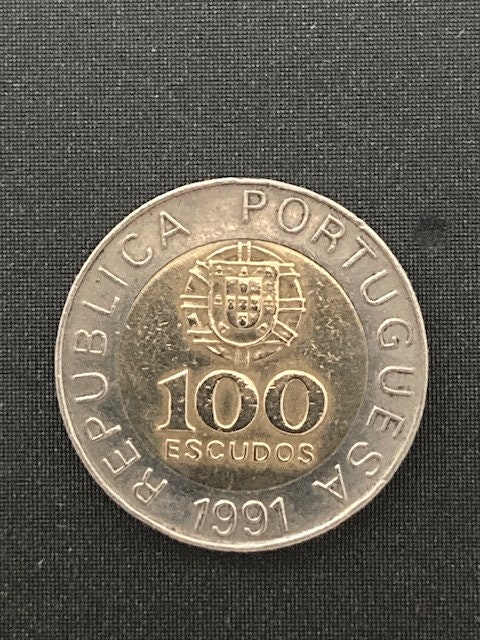 REPUBLICA PORTUGUESA
100
ESCUDOS
1991